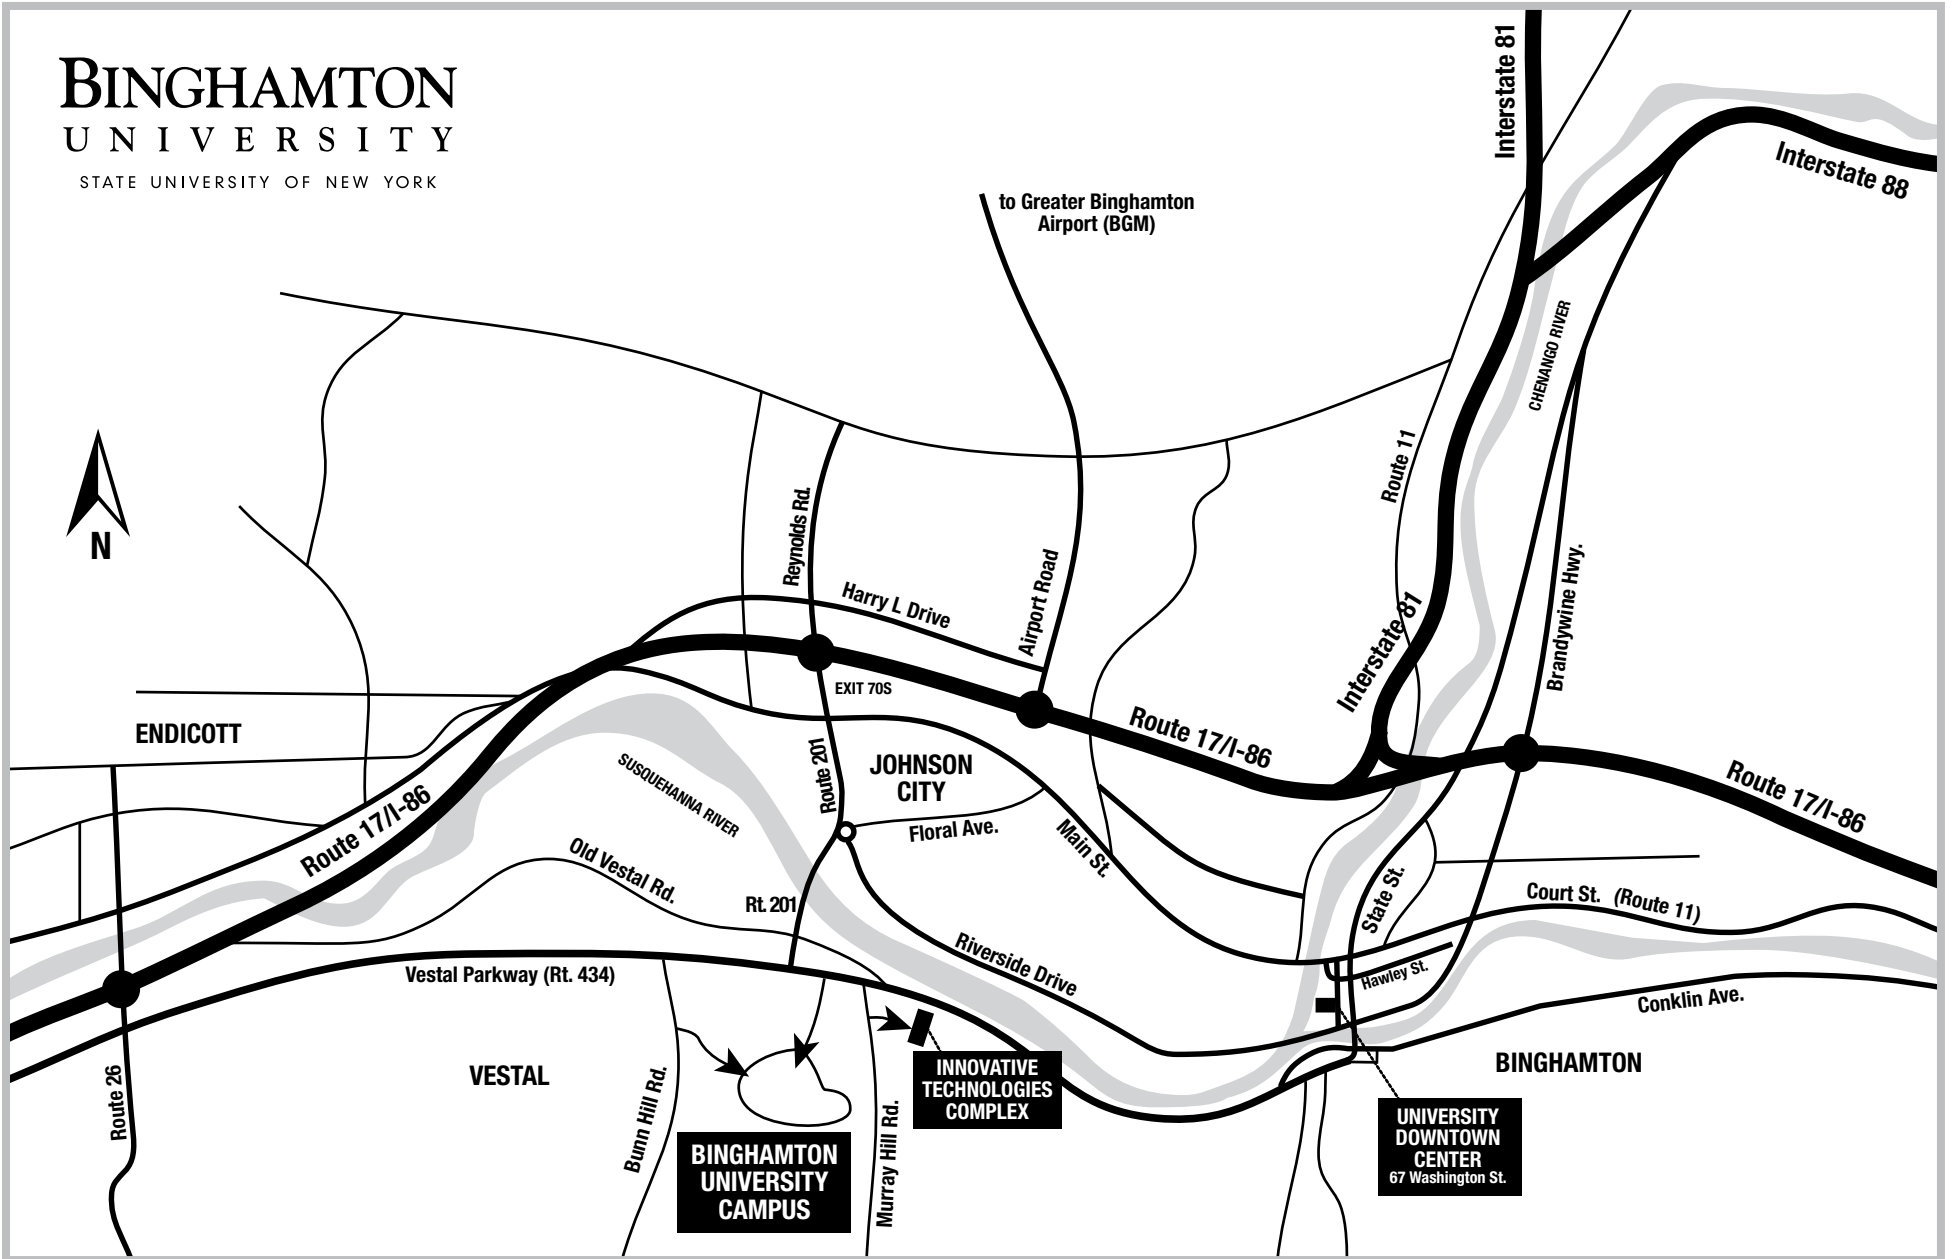 BINGHAMTON
UNIVERSITY
STATE UNIVERSITY OF NEW YORK
Interstate 81
Interstate 88
to Greater Binghamton
Airport (BGM)
CHENANGO RIVER
Route 11
N
Reynolds Rd.
Harry L Drive
Airport Road
Interstate 81
Brandywine Hwy.
EXIT 70S
ENDICOTT
Route 17/I-86
Route 17/I-86
Route 17/I-86
SUSQUEHANNA RIVER
Route 201
JOHNSON
CITY
Floral Ave.
Main St.
Old Vestal Rd.
Rt. 201
State St.
Court St. (Route 11)
Riverside Drive
Hawley St.
Vestal Parkway (Rt. 434)
Conklin Ave.
Route 26
VESTAL
BINGHAMTON
Bunn Hill Rd.
Murray Hill Rd.
INNOVATIVE
TECHNOLOGIES
COMPLEX
BINGHAMTON
UNIVERSITY
CAMPUS
UNIVERSITY
DOWNTOWN
CENTER
67 Washington St.